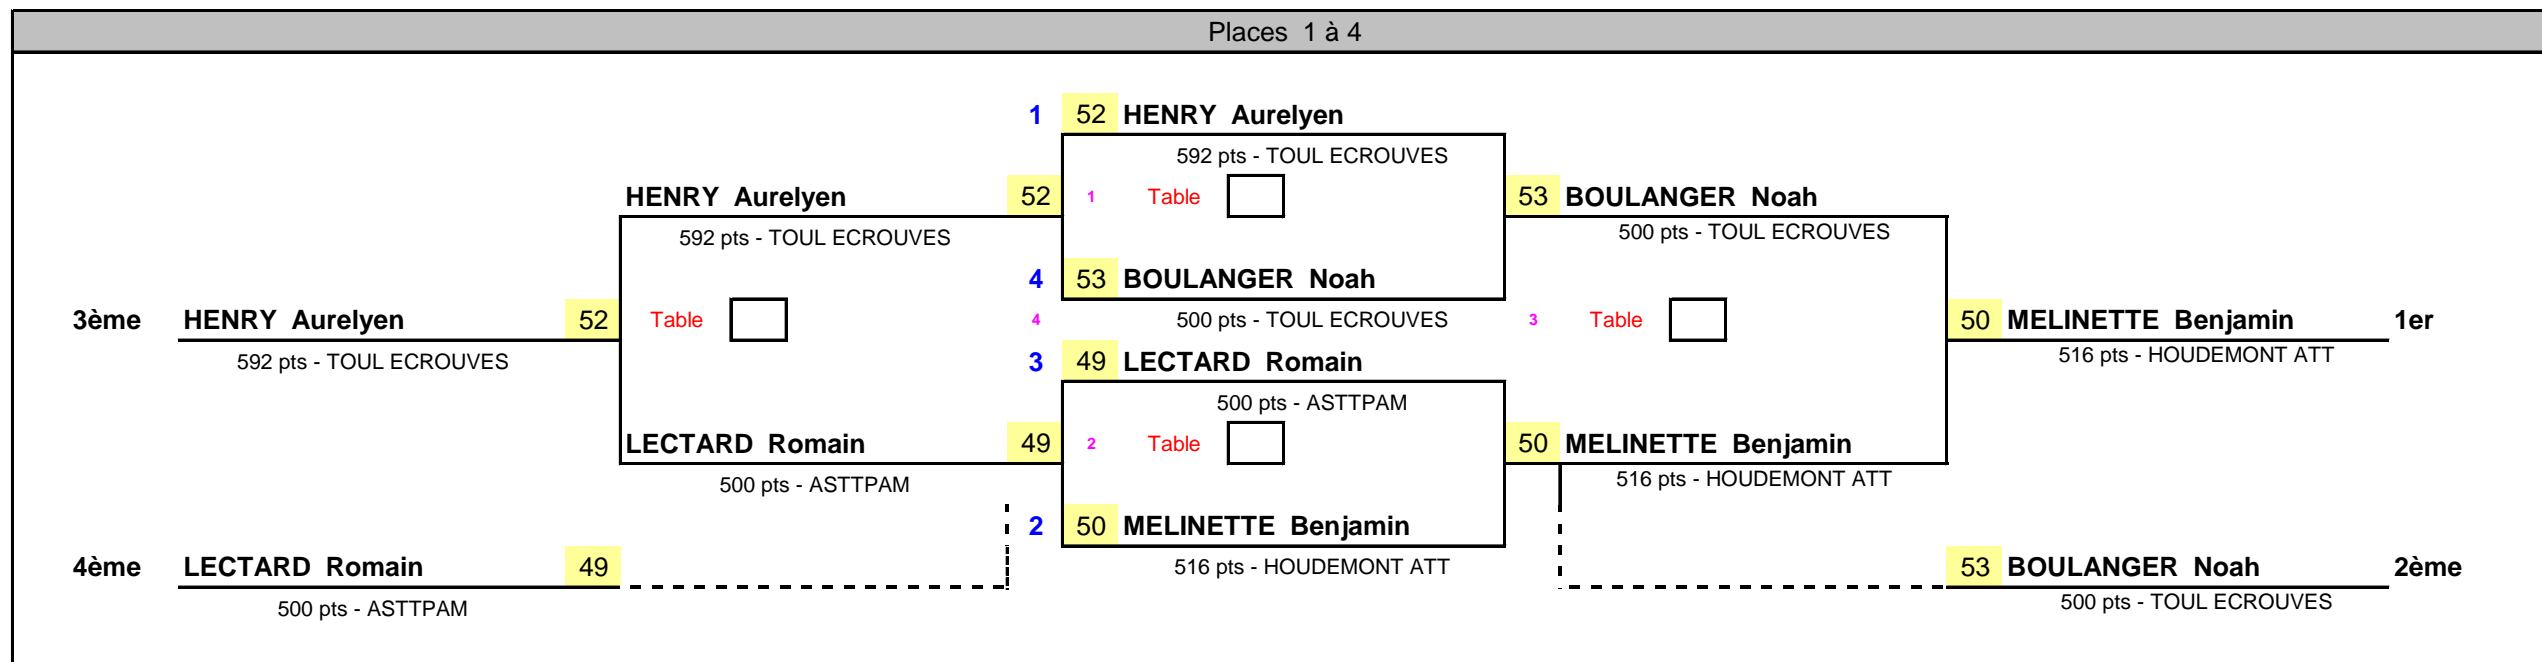 Places 1 à 4
1 52 HENRY Aurelyen
592 pts - TOUL ECROUVES
HENRY Aurelyen 52 1 Table 53 BOULANGER Noah
592 pts - TOUL ECROUVES 500 pts - TOUL ECROUVES
4 53 BOULANGER Noah
3ème HENRY Aurelyen 52 Table 4 500 pts - TOUL ECROUVES 3 Table 50 MELINETTE Benjamin 1er
592 pts - TOUL ECROUVES 3 49 LECTARD Romain 516 pts - HOUDEMONT ATT
500 pts - ASTTPAM
LECTARD Romain 49 2 Table 50 MELINETTE Benjamin
500 pts - ASTTPAM 516 pts - HOUDEMONT ATT
2 50 MELINETTE Benjamin
4ème LECTARD Romain 49 516 pts - HOUDEMONT ATT 53 BOULANGER Noah 2ème
500 pts - ASTTPAM 500 pts - TOUL ECROUVES